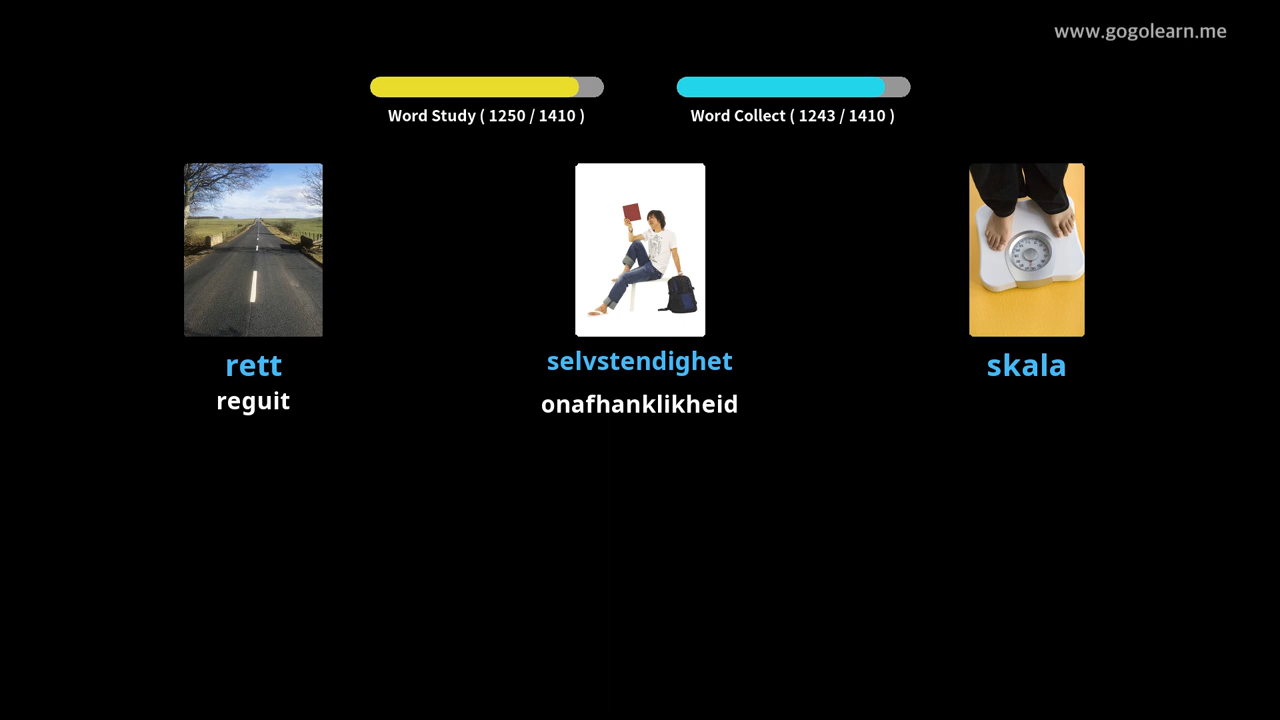 www.gogolearn.me
Word Study ( 1250 / 1410 )
Word Collect ( 1243 / 1410 )
rett
reguit
selvstendighet
onafhanklikheid
skala